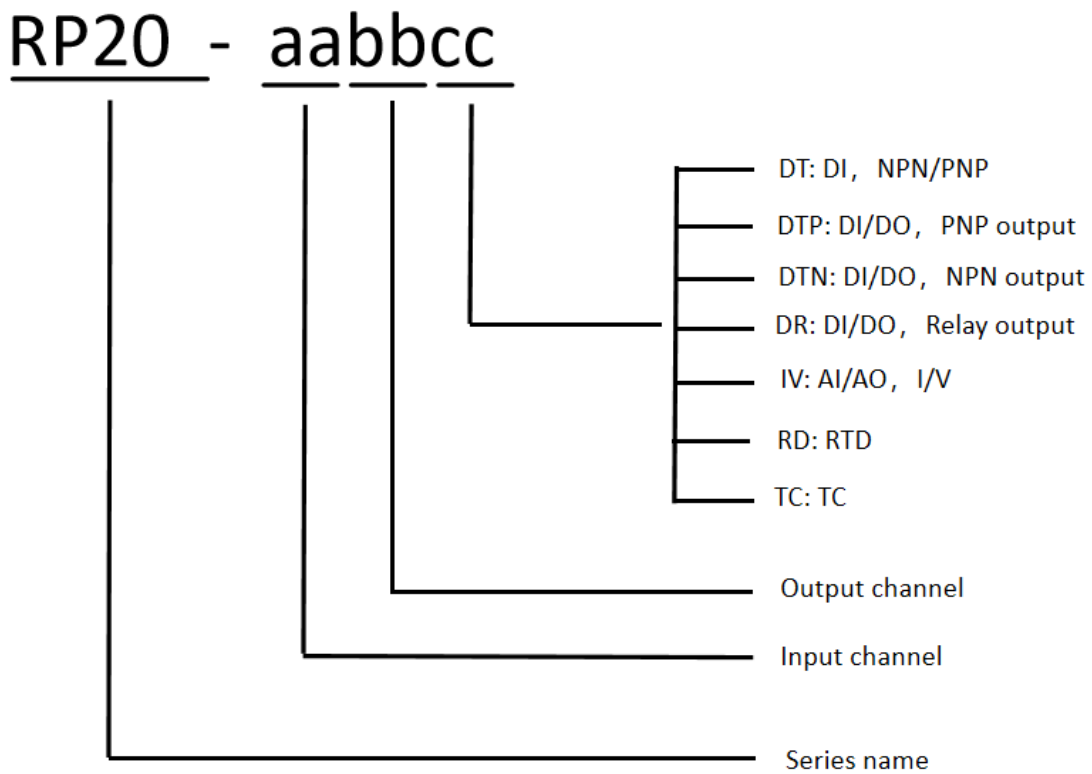 RP20 - aabbcc
DT: DI，NPN/PNP
DTP: DI/DO，PNP output
DTN: DI/DO，NPN output
DR: DI/DO，Relay output
IV: AI/AO，I/V
RD: RTD
TC: TC
Output channel
Input channel
Series name